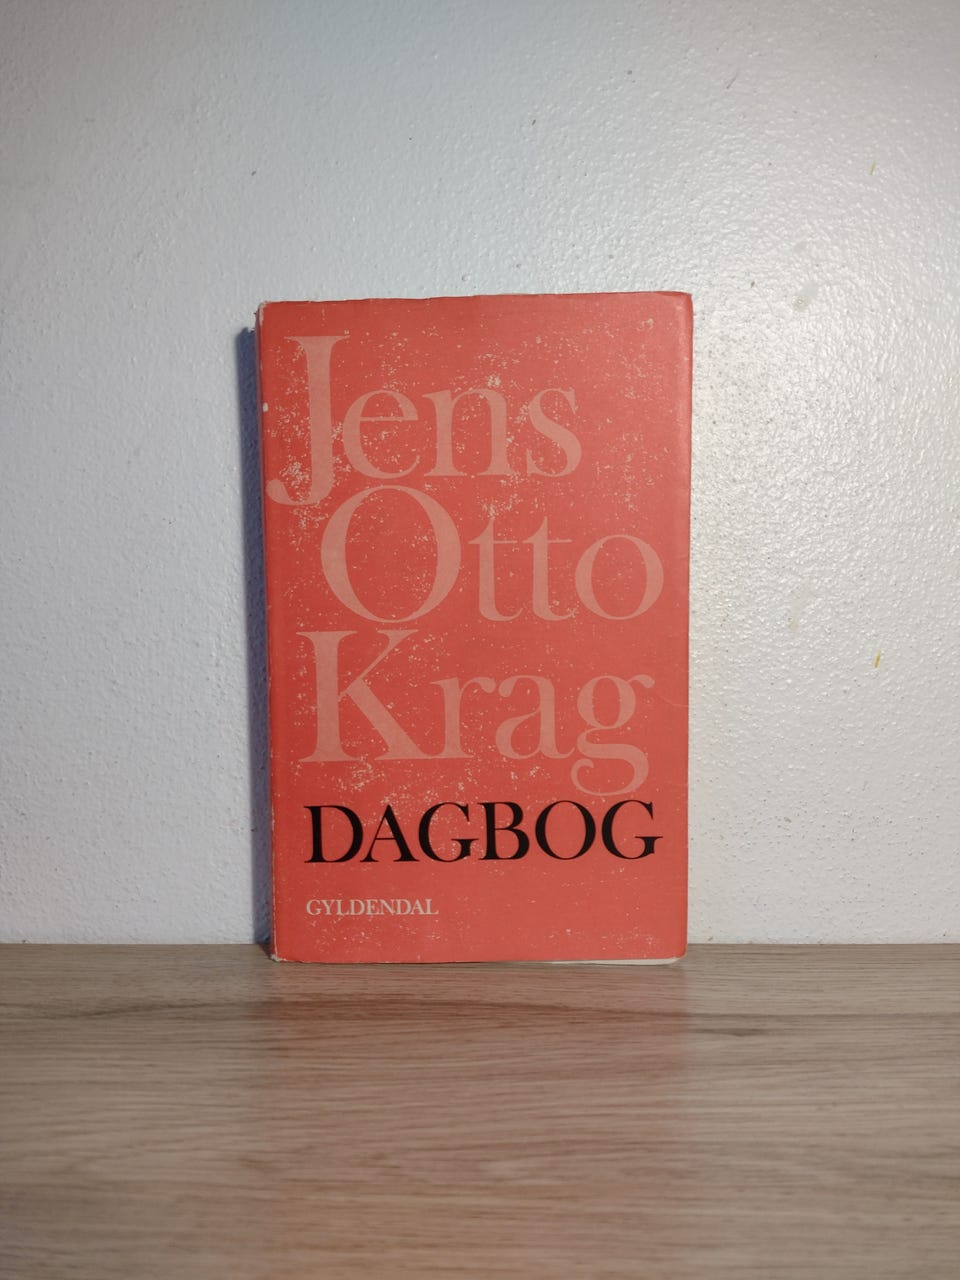 Jens
Otto
Krag
DAGBOG
GYLDENDAL